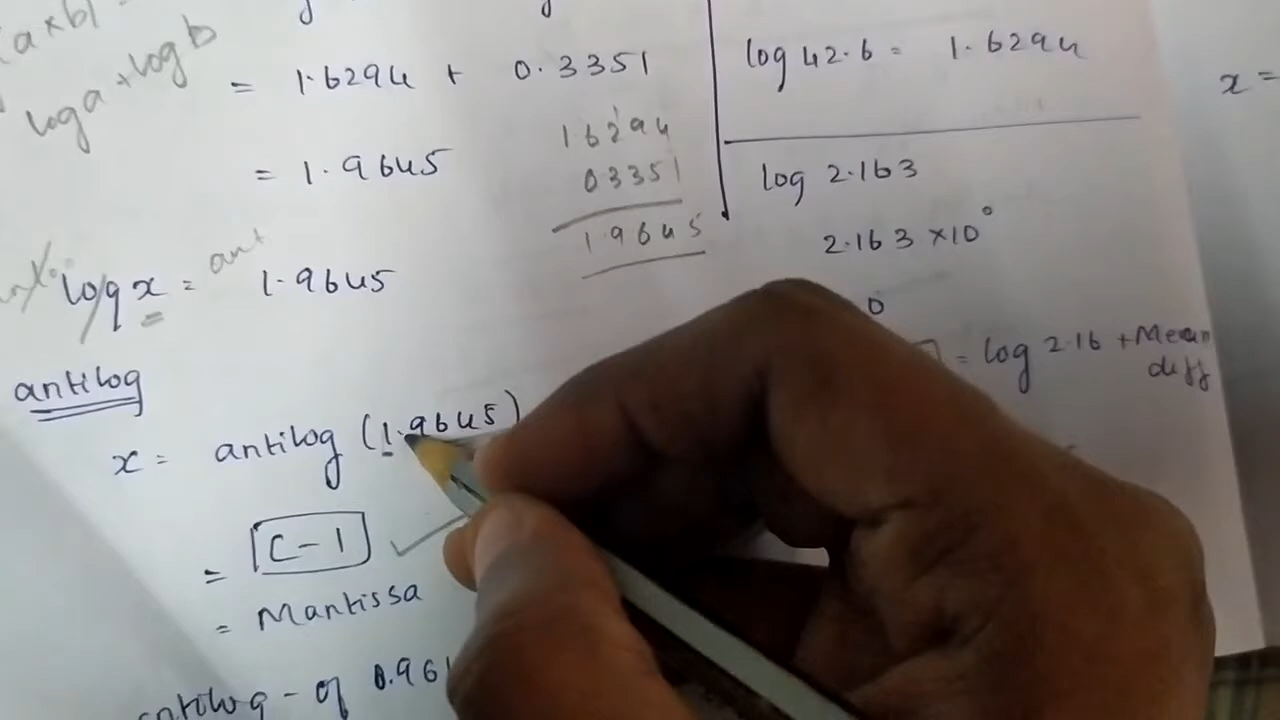 (a×b)
log a + log b
= 1.6294 + 0.3351
1.6294
0.3351
1.9645
= 1.9645
log x = 1.9645
ant
antilog
x = antilog (1.9645)
= C-1
= Mantissa
antilog - of 0.96
log 42.6 = 1.6294
log 2.163
2.163 ×10⁰
0
= log 2.16 + Mean
diff
x =